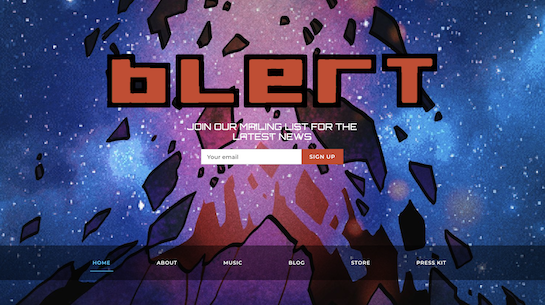 bLerT
JOIN OUR MAILING LIST FOR THE
LATEST NEWS
Your email
SIGN UP
HOME
ABOUT
MUSIC
BLOG
STORE
PRESS KIT